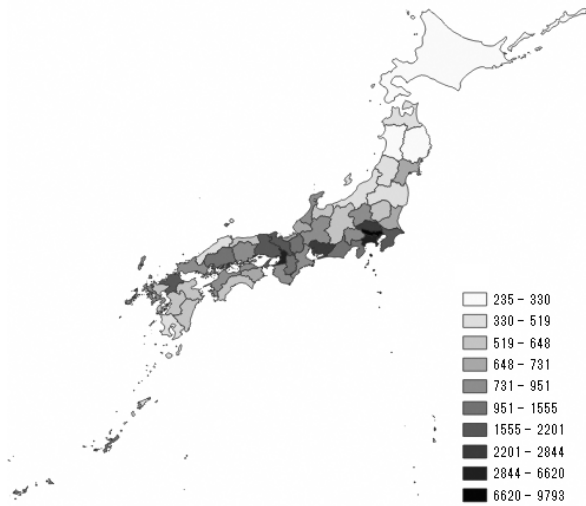 235 – 330
330 – 519
519 – 648
648 – 731
731 – 951
951 – 1555
1555 – 2201
2201 – 2844
2844 – 6620
6620 – 9793